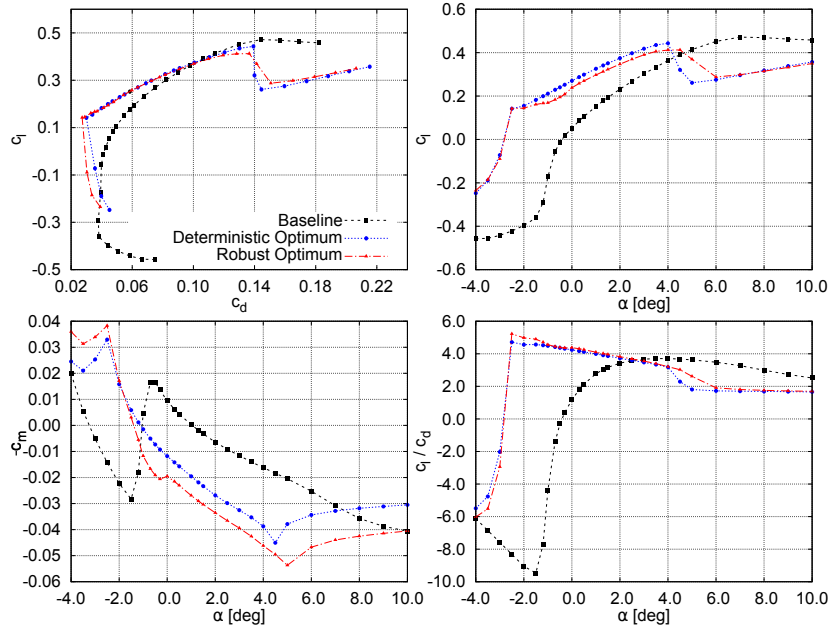 0.5
0.3
0.1
-0.1
-0.3
-0.5
c_l
0.02 0.06 0.10 0.14 0.18 0.22
c_d
Baseline
Deterministic Optimum
Robust Optimum
0.6
0.4
0.2
0.0
-0.2
-0.4
-0.6
c_l
-4.0 -2.0 0.0 2.0 4.0 6.0 8.0 10.0
α [deg]
0.04
0.03
0.02
0.01
0.00
-0.01
-0.02
-0.03
-0.04
-0.05
-0.06
-c_m
-4.0 -2.0 0.0 2.0 4.0 6.0 8.0 10.0
α [deg]
6.0
4.0
2.0
0.0
-2.0
-4.0
-6.0
-8.0
-10.0
c_l / c_d
-4.0 -2.0 0.0 2.0 4.0 6.0 8.0 10.0
α [deg]